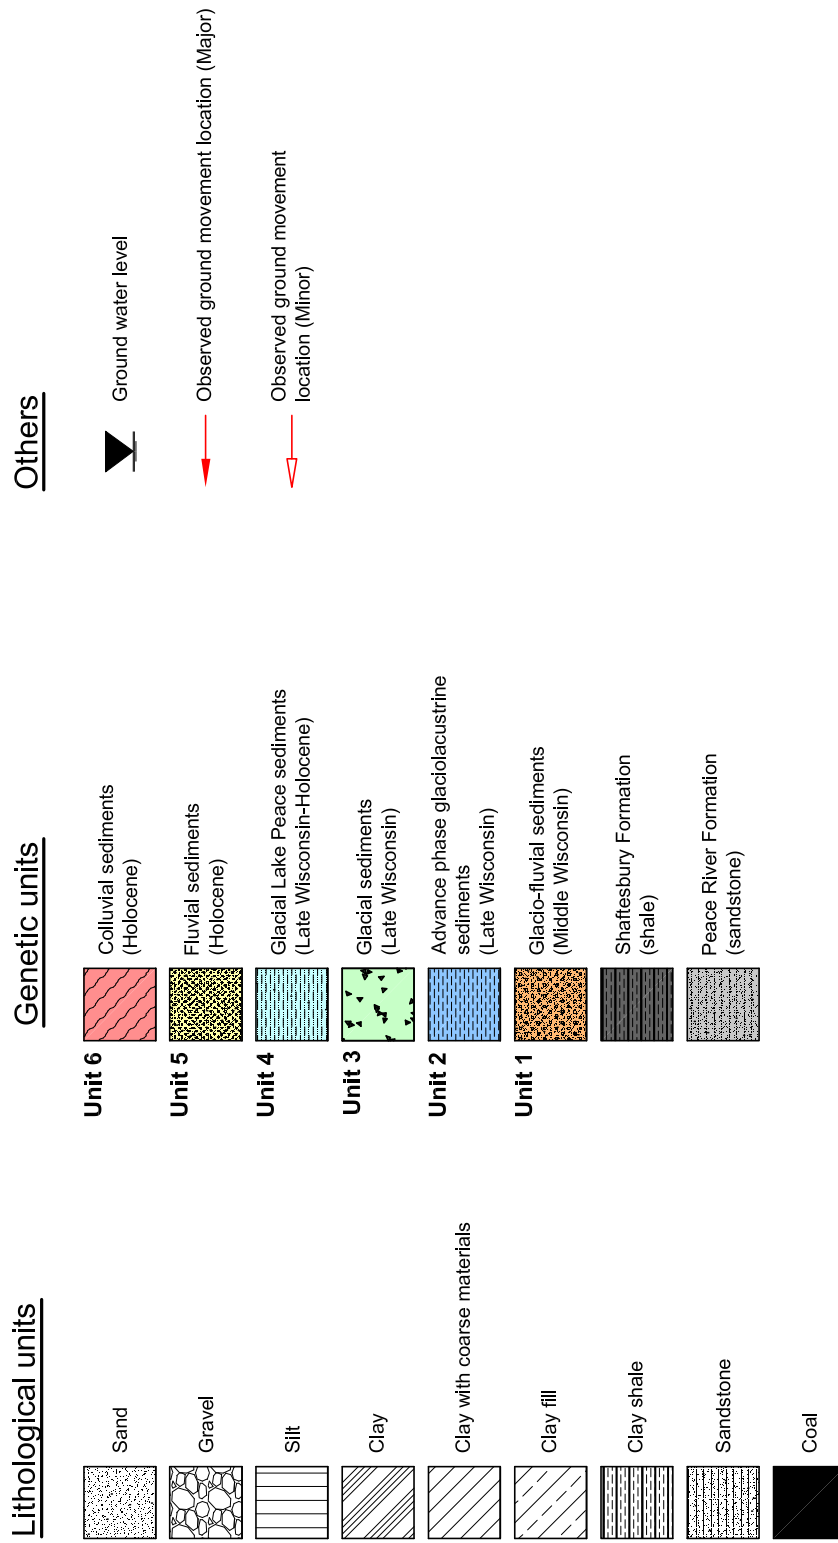 Lithological units
Sand
Gravel
Silt
Clay
Clay with coarse materials
Clay fill
Clay shale
Sandstone
Coal
Genetic units
Unit 6
Colluvial sediments
(Holocene)
Unit 5
Fluvial sediments
(Holocene)
Unit 4
Glacial Lake Peace sediments
(Late Wisconsin-Holocene)
Unit 3
Glacial sediments
(Late Wisconsin)
Unit 2
Advance phase glaciolacustrine
sediments
(Late Wisconsin)
Unit 1
Glacio-fluvial sediments
(Middle Wisconsin)
Shaftesbury Formation
(shale)
Peace River Formation
(sandstone)
Others
Ground water level
Observed ground movement location (Major)
Observed ground movement
location (Minor)